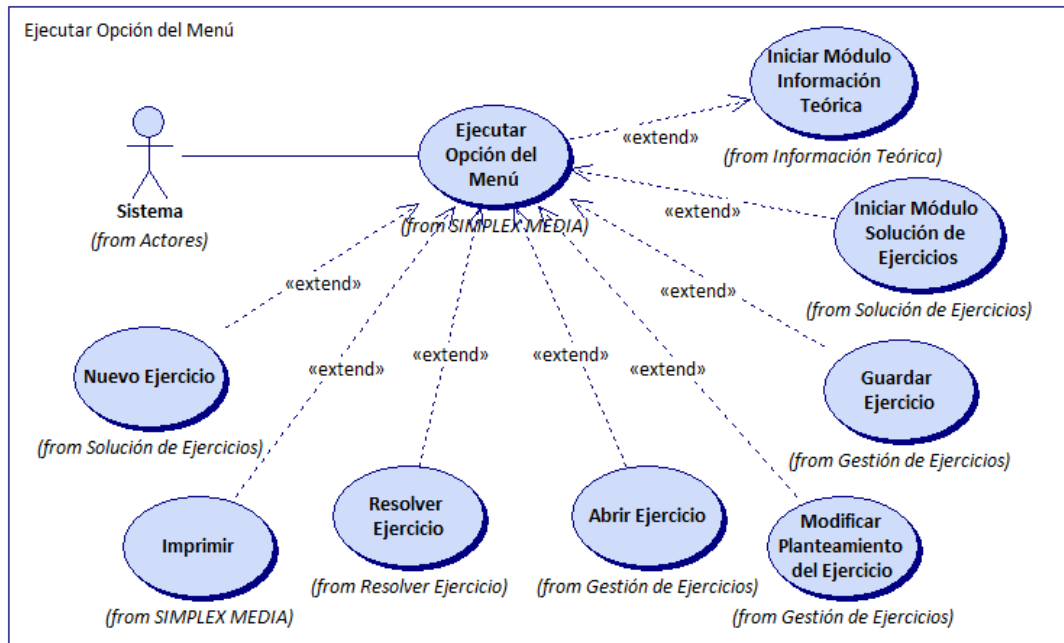 Ejecutar Opción del Menú
Iniciar Módulo
Información
Teórica
(from Información Teórica)
«extend»
Ejecutar
Opción del
Menú
(from SIMPLEX MEDIA)
Sistema
(from Actores)
«extend»
Iniciar Módulo
Solución de
Ejercicios
(from Solución de Ejercicios)
«extend»
Guardar
Ejercicio
(from Gestión de Ejercicios)
«extend»
Nuevo Ejercicio
(from Solución de Ejercicios)
«extend»
Imprimir
(from SIMPLEX MEDIA)
«extend»
Resolver
Ejercicio
(from Resolver Ejercicio)
«extend»
Abrir Ejercicio
(from Gestión de Ejercicios)
«extend»
Modificar
Planteamiento
del Ejercicio
(from Gestión de Ejercicios)